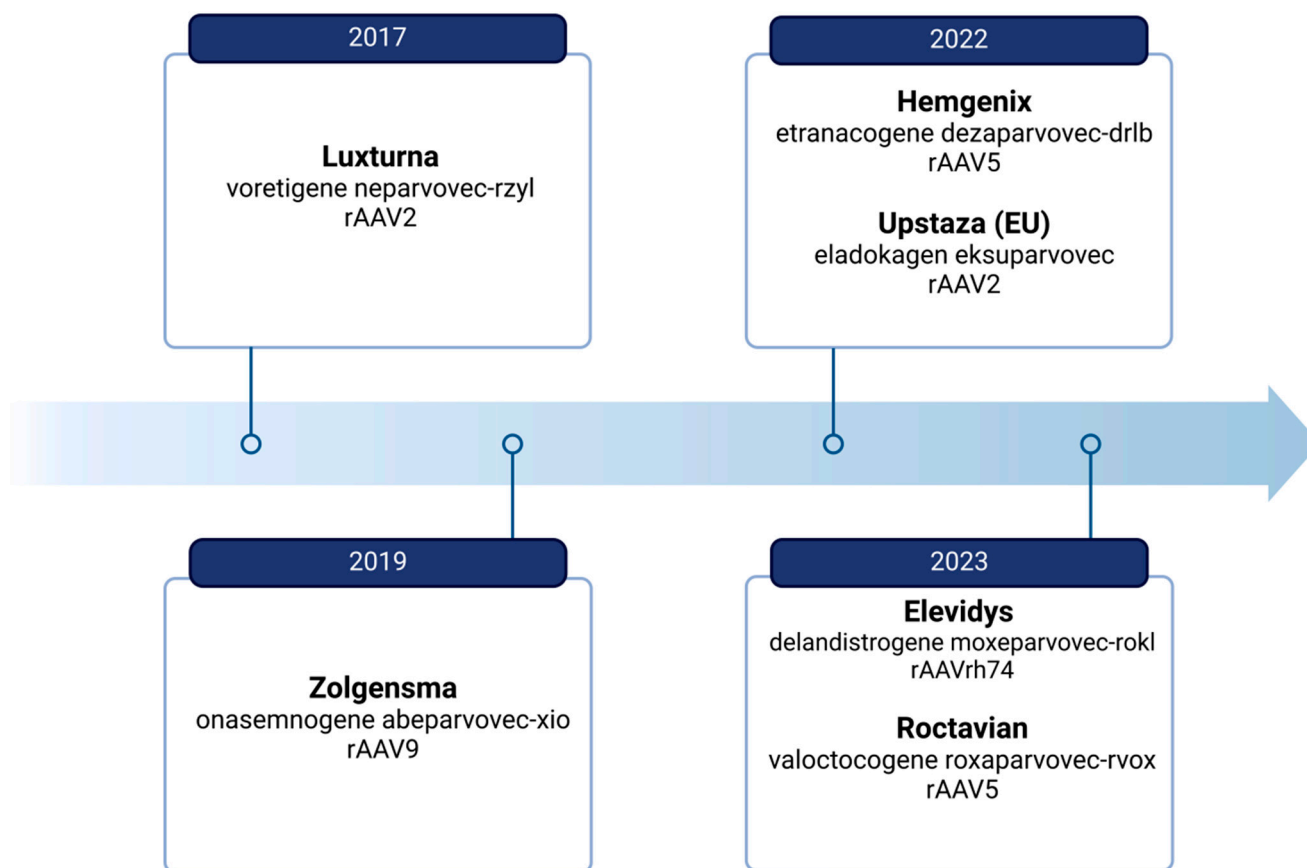 2017
Luxturna
voretigene neparvovec-rzyl
rAAV2
2022
Hemgenix
etranacogene dezaparvovec-drlb
rAAV5
Upstaza (EU)
eladokagen eksuparvovec
rAAV2
2019
Zolgensma
onasemnogene abeparvovec-xio
rAAV9
2023
Elevidys
delandistrogene moxeparvovec-rokl
rAAVrh74
Roctavian
valoctocogene roxaparvovec-rvox
rAAV5